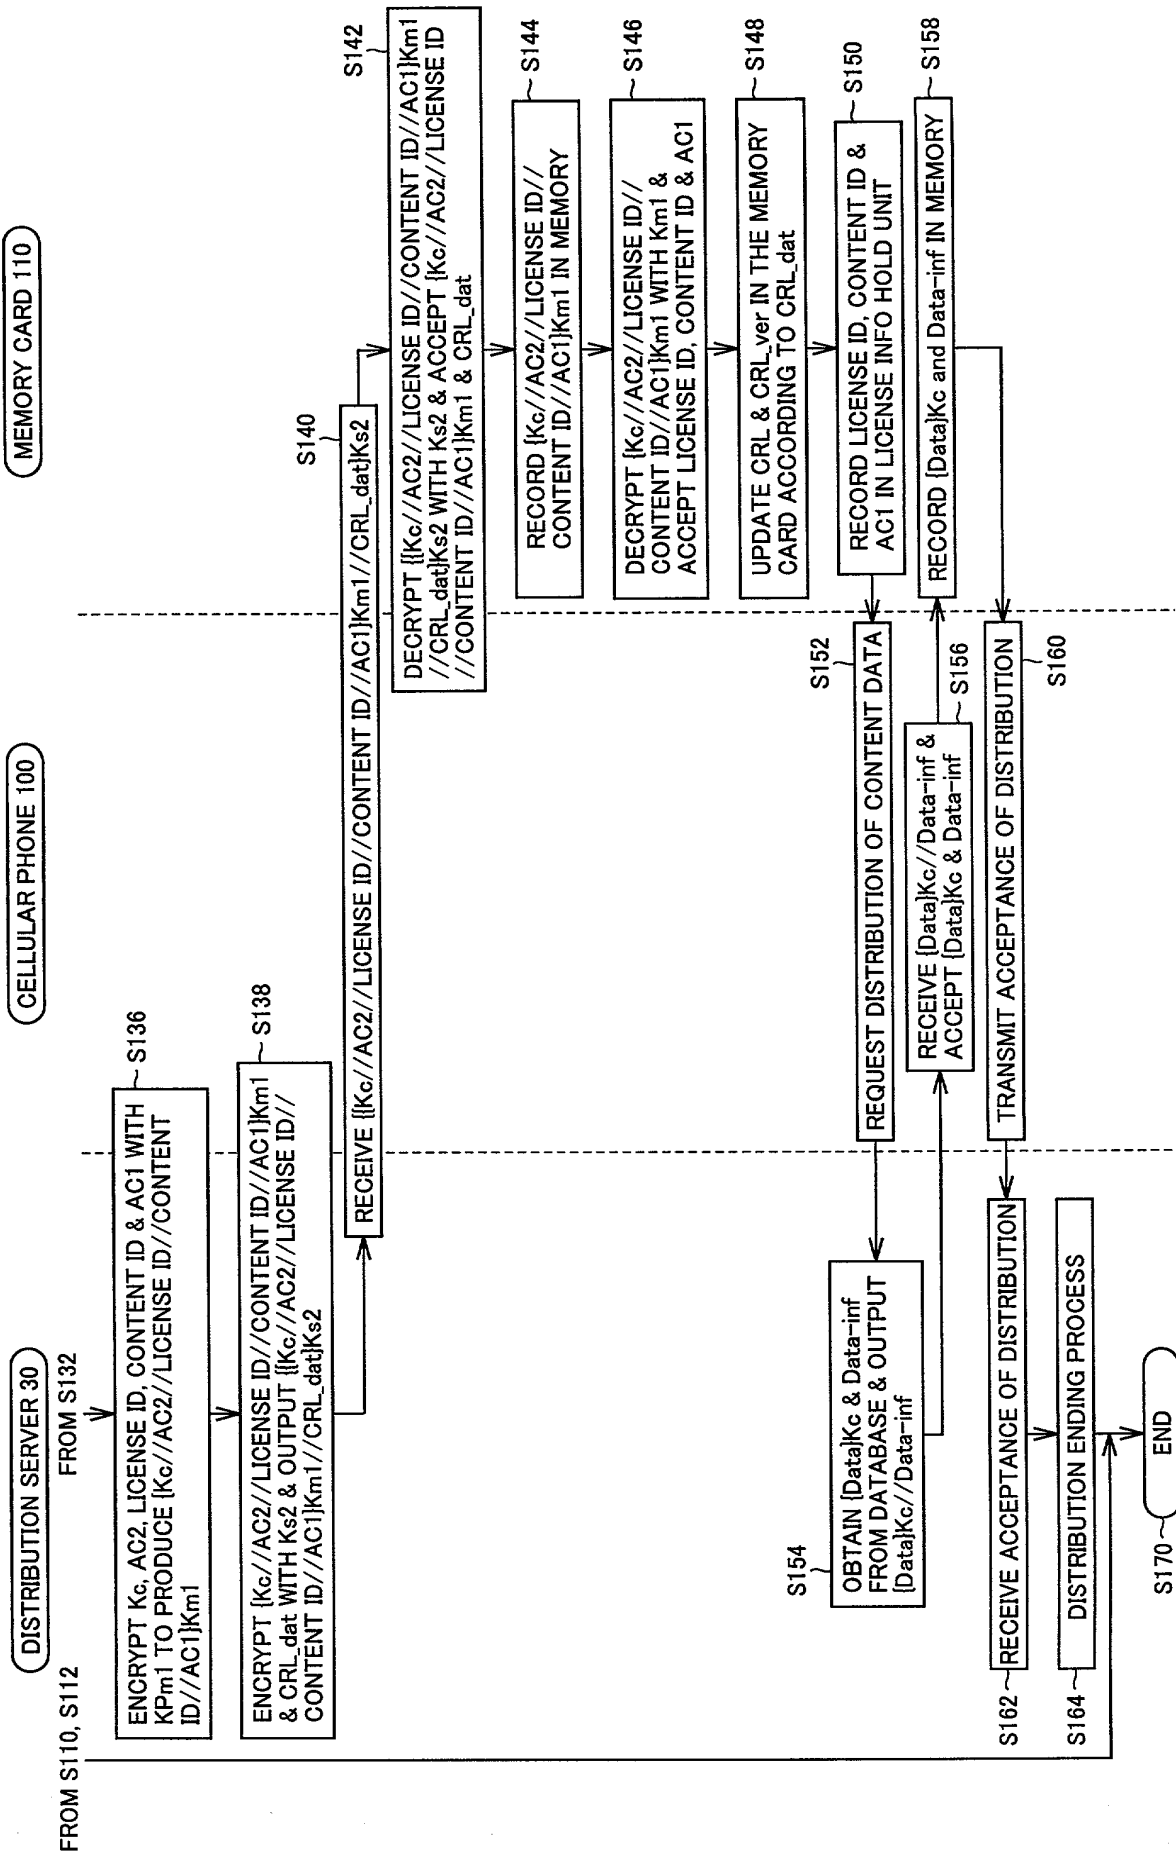 DISTRIBUTION SERVER 30
CELLULAR PHONE 100
MEMORY CARD 110
FROM S110, S112
FROM S132
S136
ENCRYPT Kc, AC2, LICENSE ID, CONTENT ID & AC1 WITH
KPm1 TO PRODUCE {Kc//AC2//LICENSE ID//CONTENT
ID//AC1}Km1
S138
ENCRYPT {Kc//AC2//LICENSE ID//CONTENT ID//AC1}Km1
& CRL_dat WITH Ks2 & OUTPUT {{Kc//AC2//LICENSE ID//
CONTENT ID//AC1}Km1//CRL_dat}Ks2
S140
RECEIVE {{Kc//AC2//LICENSE ID//CONTENT ID//AC1}Km1//CRL_dat}Ks2
S142
DECRYPT {{Kc//AC2//LICENSE ID//CONTENT ID//AC1}Km1
//CRL_dat}Ks2 WITH Ks2 & ACCEPT {Kc//AC2//LICENSE ID
//CONTENT ID//AC1}Km1 & CRL_dat
S144
RECORD {Kc//AC2//LICENSE ID//
CONTENT ID//AC1}Km1 IN MEMORY
S146
DECRYPT {Kc//AC2//LICENSE ID//
CONTENT ID//AC1}Km1 WITH Km1 &
ACCEPT LICENSE ID, CONTENT ID & AC1
S148
UPDATE CRL & CRL_ver IN THE MEMORY
CARD ACCORDING TO CRL_dat
S150
RECORD LICENSE ID, CONTENT ID &
AC1 IN LICENSE INFO HOLD UNIT
S152
REQUEST DISTRIBUTION OF CONTENT DATA
S154
OBTAIN {Data}Kc & Data-inf
FROM DATABASE & OUTPUT
{Data}Kc//Data-inf
S156
RECEIVE {Data}Kc//Data-inf &
ACCEPT {Data}Kc & Data-inf
S158
RECORD {Data}Kc and Data-inf IN MEMORY
S160
TRANSMIT ACCEPTANCE OF DISTRIBUTION
S162
RECEIVE ACCEPTANCE OF DISTRIBUTION
S164
DISTRIBUTION ENDING PROCESS
S170
END